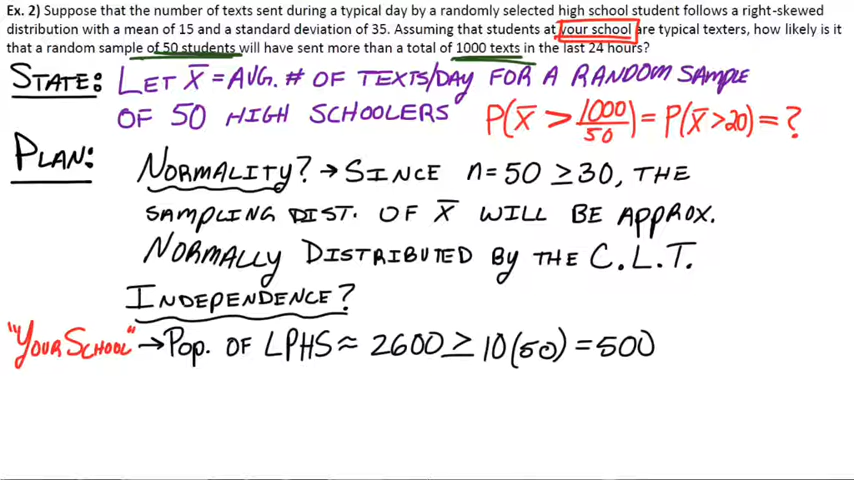 Ex. 2) Suppose that the number of texts sent during a typical day by a randomly selected high school student follows a right-skewed
distribution with a mean of 15 and a standard deviation of 35. Assuming that students at your school are typical texters, how likely is it
that a random sample of 50 students will have sent more than a total of 1000 texts in the last 24 hours?
STATE: LET X̄ = AVG. # OF TEXTS/DAY FOR A RANDOM SAMPLE
OF 50 HIGH SCHOOLERS P(X̄ > 1000/50) = P(X̄ > 20) = ?
PLAN:
NORMALITY? → SINCE n = 50 ≥ 30, THE
SAMPLING DIST. OF X̄ WILL BE APPROX.
NORMALLY DISTRIBUTED BY THE C.L.T.
INDEPENDENCE?
"YOUR SCHOOL" → POP. OF LPHS ≈ 2600 ≥ 10(50) = 500